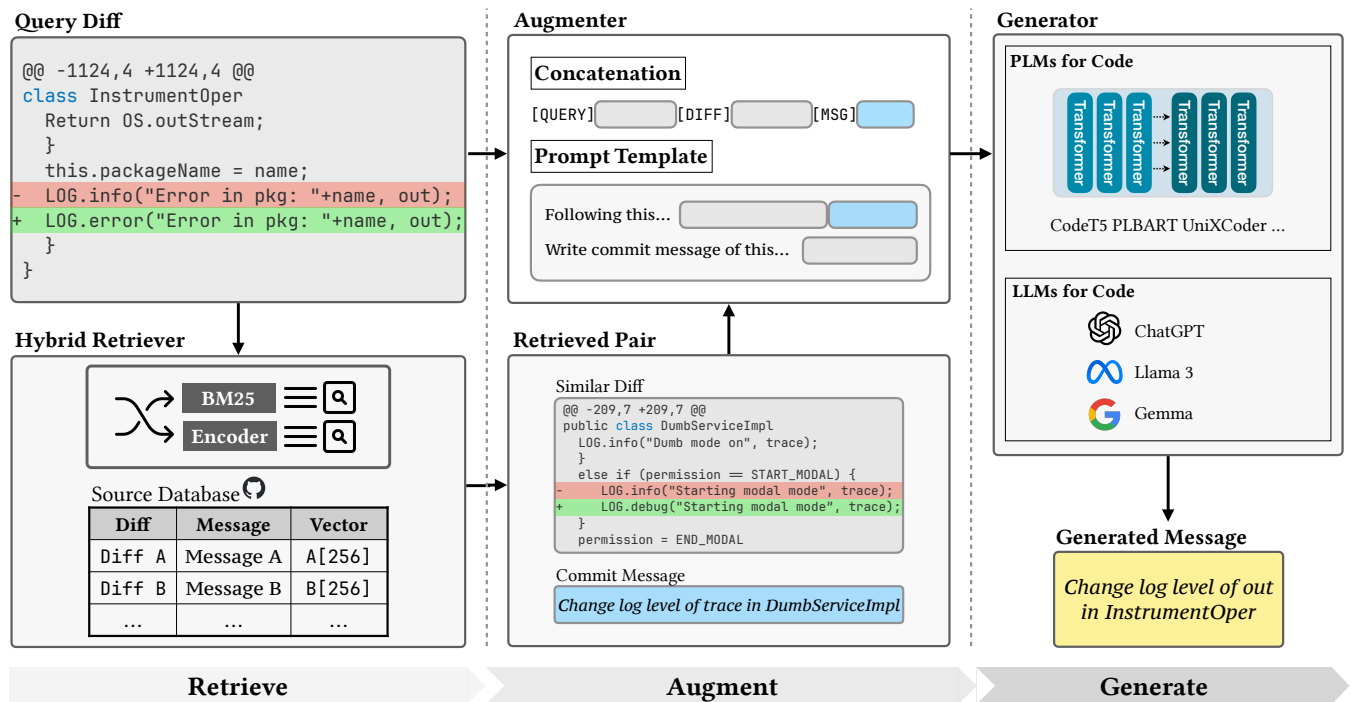 Query Diff
@@ -1124,4 +1124,4 @@
class InstrumentOper
Return OS.outStream;
}
this.packageName = name;
- LOG.info("Error in pkg: "+name, out);
+ LOG.error("Error in pkg: "+name, out);
}
}
Hybrid Retriever
BM25
Encoder
Source Database
Diff Message Vector
Diff A Message A A[256]
Diff B Message B B[256]
... ... ...
Retrieve
Augmenter
Concatenation
[QUERY] [DIFF] [MSG]
Prompt Template
Following this...
Write commit message of this...
Retrieved Pair
Similar Diff
@@ -209,7 +209,7 @@
public class DumbServiceImpl
LOG.info("Dumb mode on", trace);
}
else if (permission == START_MODAL) {
- LOG.info("Starting modal mode", trace);
+ LOG.debug("Starting modal mode", trace);
}
permission = END_MODAL
Commit Message
Change log level of trace in DumbServiceImpl
Augment
Generator
PLMs for Code
Transformer
Transformer
Transformer
Transformer
Transformer
Transformer
CodeT5 PLBART UniXCoder ...
LLMs for Code
ChatGPT
Llama 3
Gemma
Generated Message
Change log level of out
in InstrumentOper
Generate